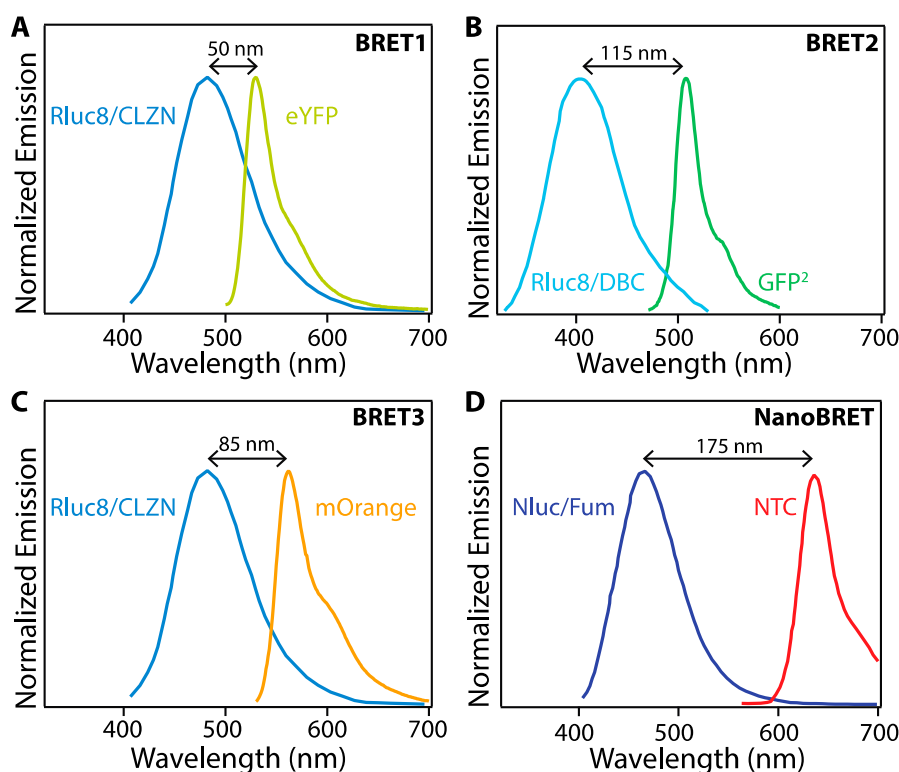 A
BRET1
50 nm
Rluc8/CLZN
eYFP
Normalized Emission
400 500 600 700
Wavelength (nm)
B
BRET2
115 nm
Rluc8/DBC
GFP²
Normalized Emission
400 500 600 700
Wavelength (nm)
C
BRET3
85 nm
Rluc8/CLZN
mOrange
Normalized Emission
400 500 600 700
Wavelength (nm)
D
NanoBRET
175 nm
Nluc/Fum
NTC
Normalized Emission
400 500 600 700
Wavelength (nm)